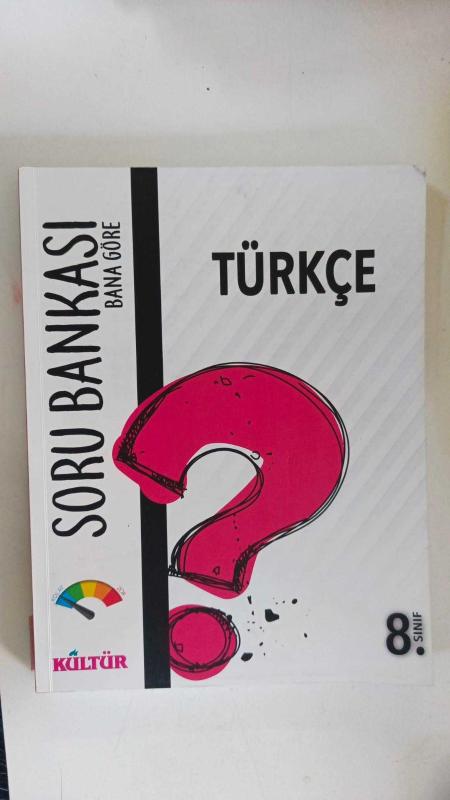 SORU BANKASI
BANA GÖRE
TÜRKÇE
KÜLTÜR
8.
SINIF